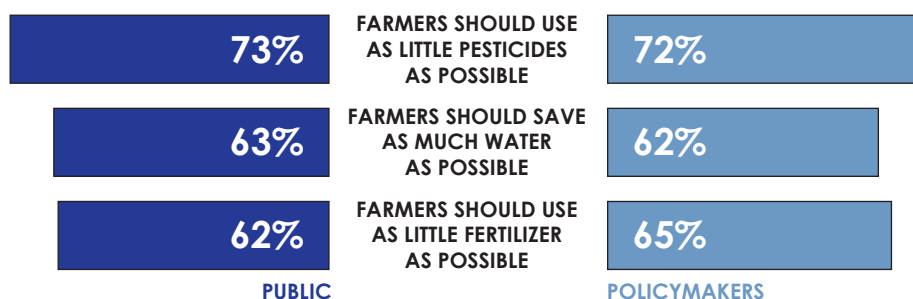 73%
FARMERS SHOULD USE
AS LITTLE PESTICIDES
AS POSSIBLE
72%
63%
FARMERS SHOULD SAVE
AS MUCH WATER
AS POSSIBLE
62%
62%
FARMERS SHOULD USE
AS LITTLE FERTILIZER
AS POSSIBLE
65%
PUBLIC
POLICYMAKERS